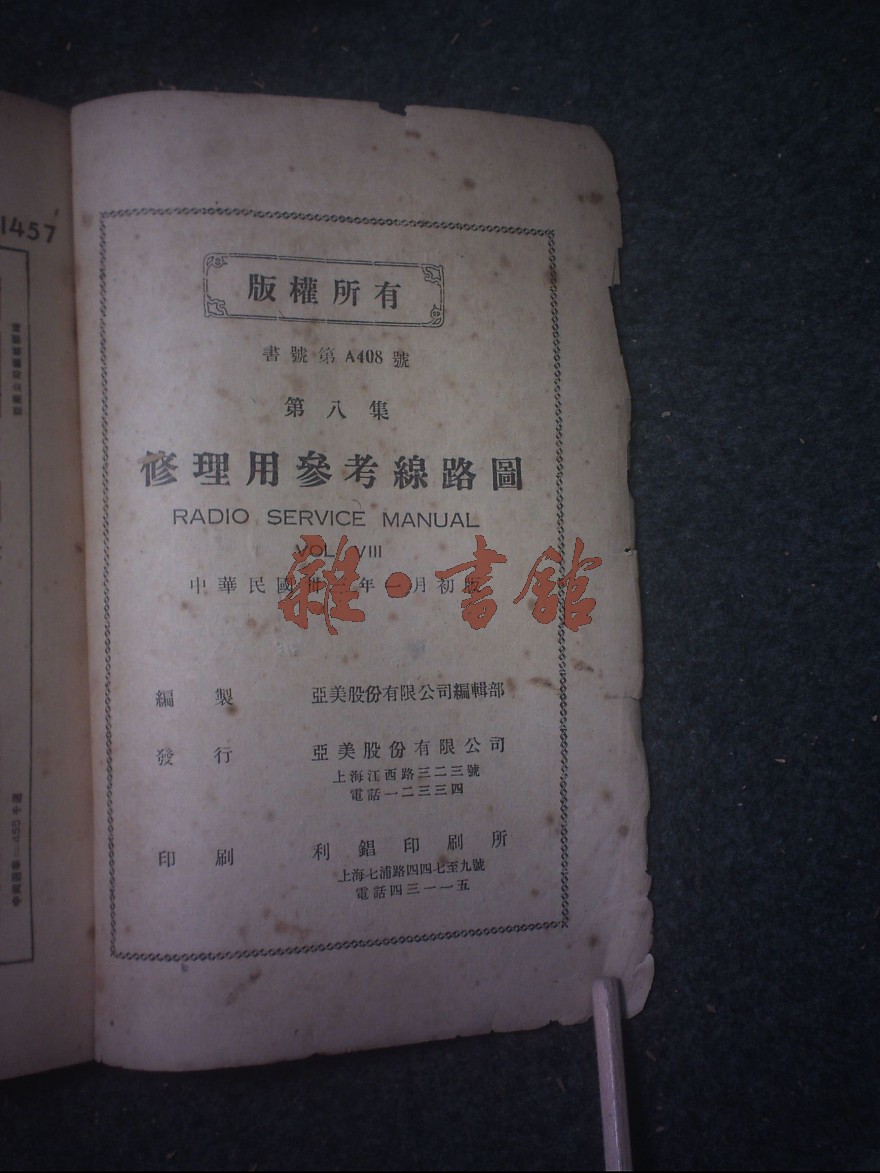 1457
版權所有
書號第 A408 號
第八集
修理用參考線路圖
RADIO SERVICE MANUAL
VOL. VIII
中華民國卅 年一月初版
雜·書館
編製 亞美股份有限公司編輯部
發行 亞美股份有限公司
上海江西路三二三號
電話一二三三四
印刷 利錩印刷所
上海七浦路四四七至九號
電話四三一一五